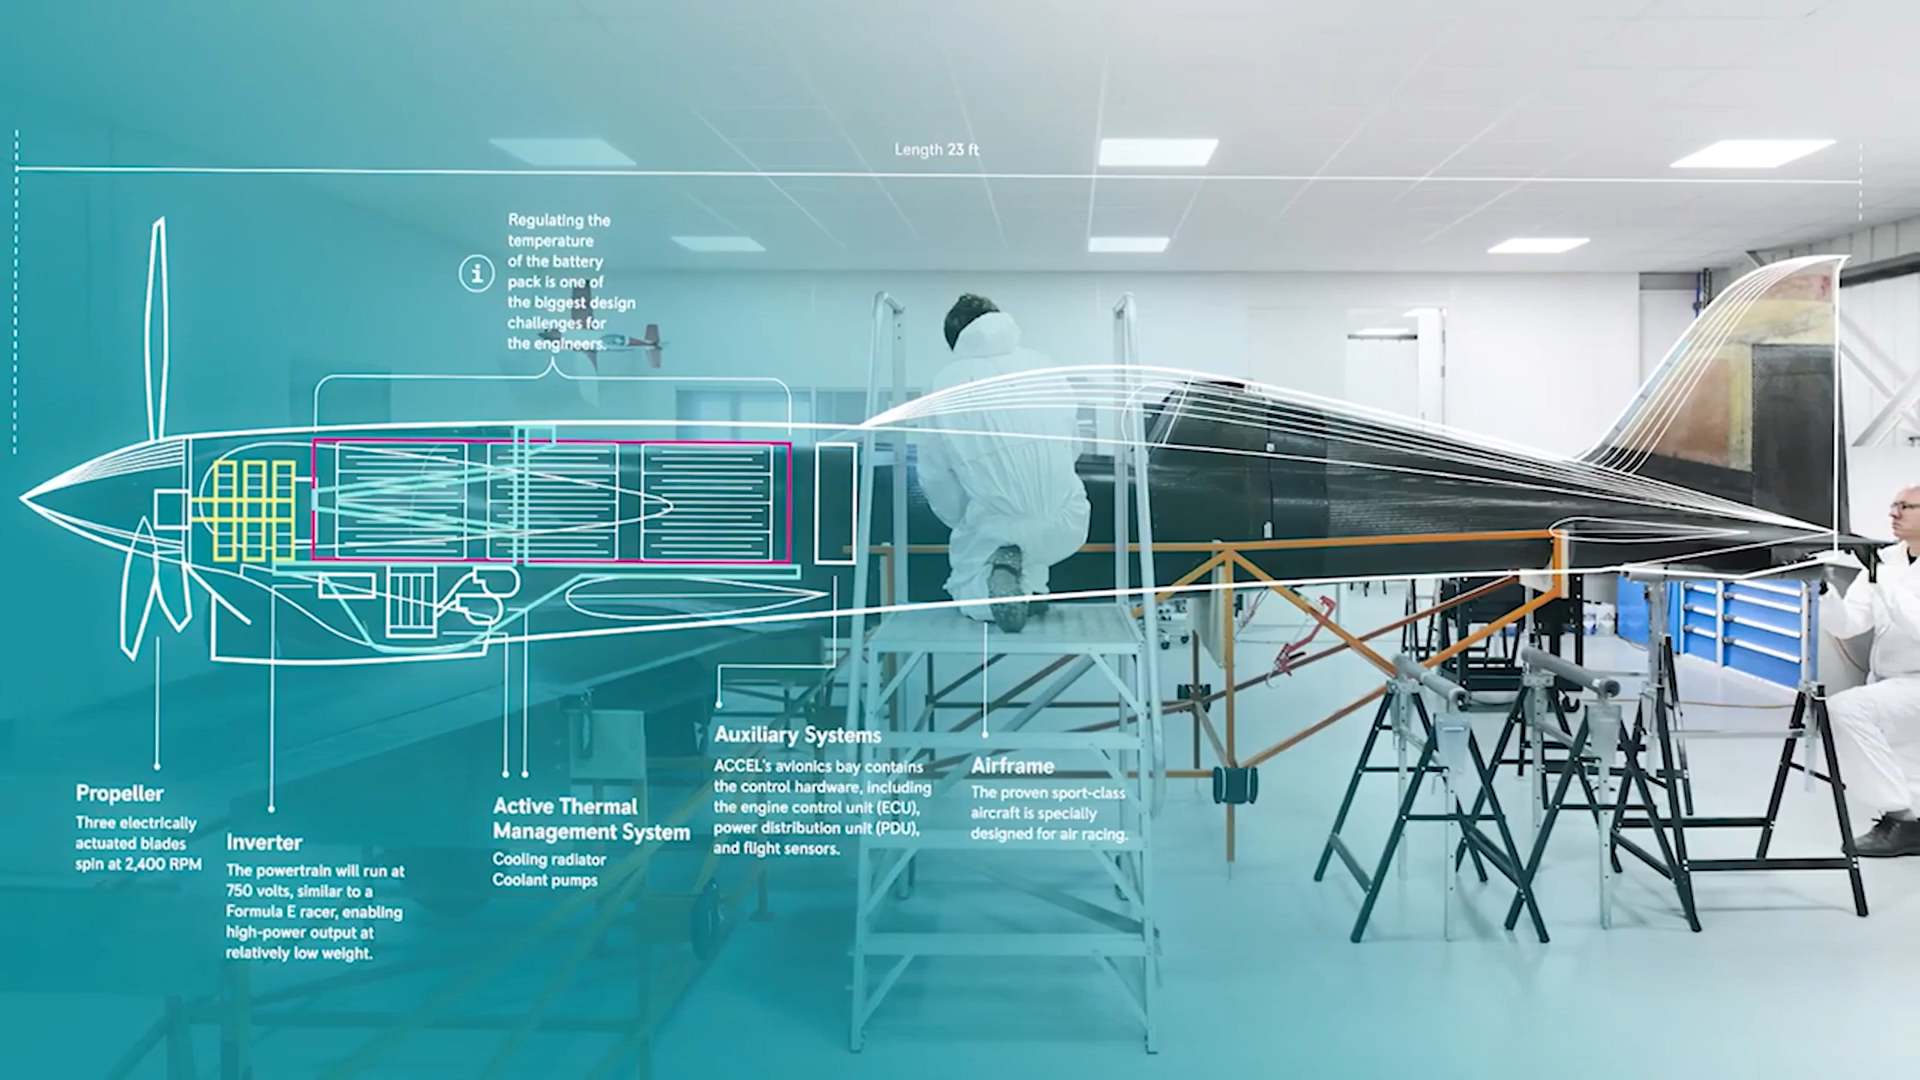 Length 23 ft
Regulating the
temperature
of the battery
pack is one of
the biggest design
challenges for
the engineers.
Propeller
Three electrically
actuated blades
spin at 2,400 RPM
Inverter
The powertrain will run at
750 volts, similar to a
Formula E racer, enabling
high-power output at
relatively low weight.
Active Thermal
Management System
Cooling radiator
Coolant pumps
Auxiliary Systems
ACCEL's avionics bay contains
the control hardware, including
the engine control unit (ECU),
power distribution unit (PDU),
and flight sensors.
Airframe
The proven sport-class
aircraft is specially
designed for air racing.